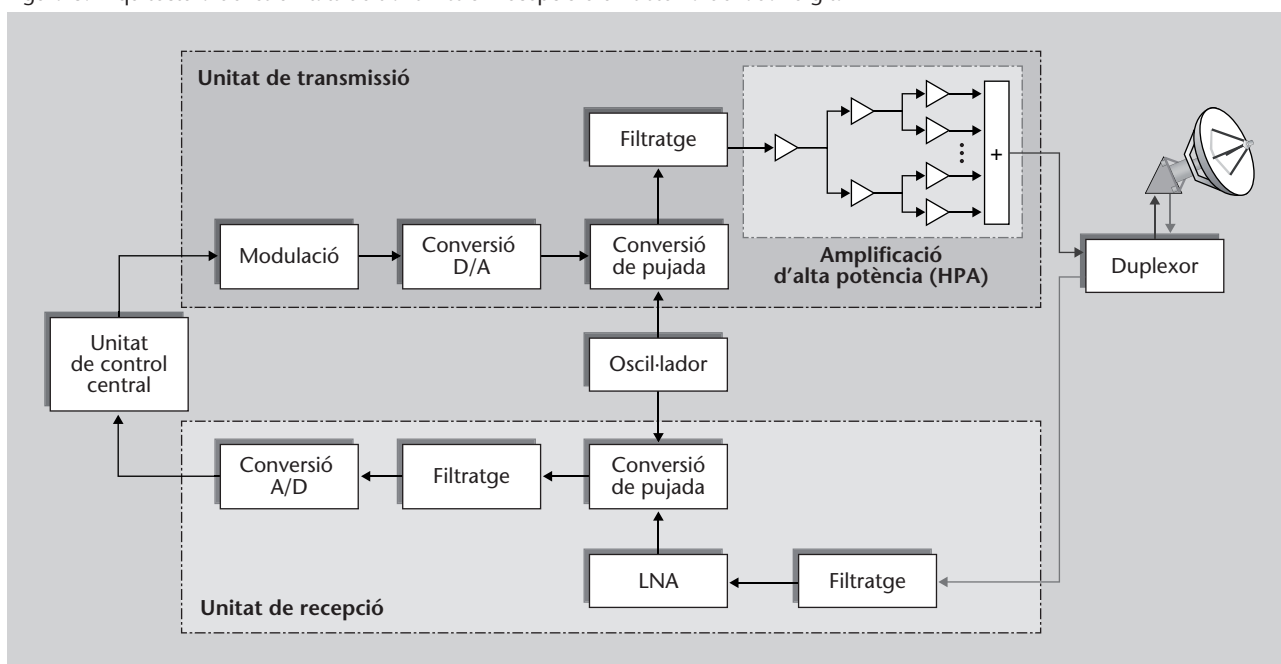 Unitat de transmissió
Filtratge
+
Modulació
Conversió
D/A
Conversió
de pujada
Amplificació
d'alta potència (HPA)
Duplexor
Unitat
de control
central
Oscil·lador
Conversió
A/D
Filtratge
Conversió
de pujada
LNA
Filtratge
Unitat de recepció